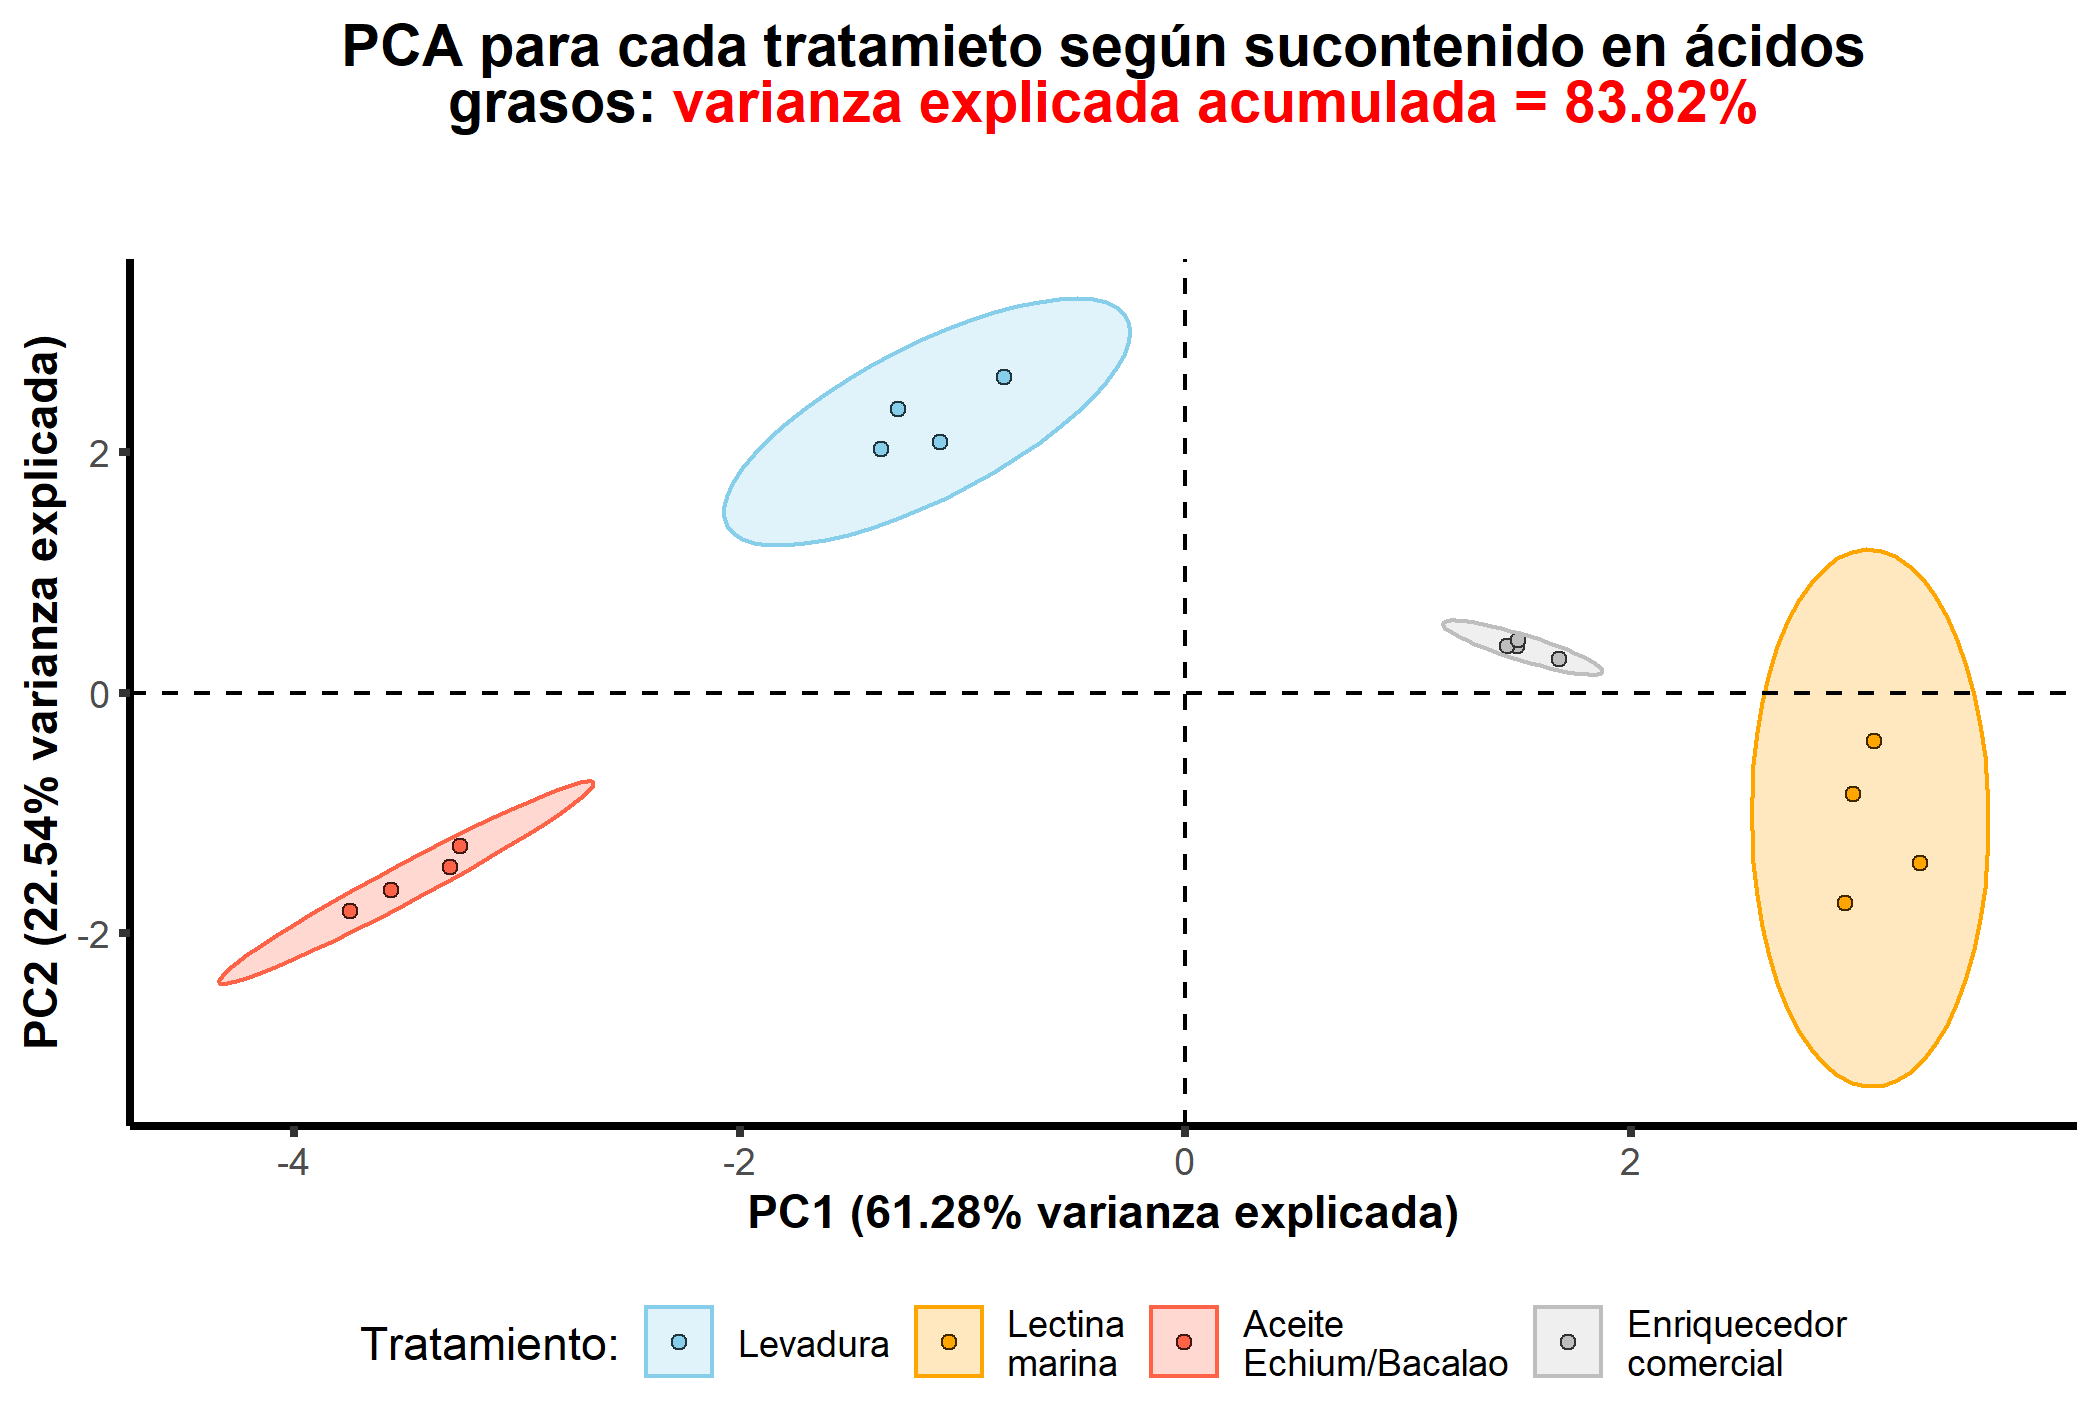 PCA para cada tratamieto según sucontenido en ácidos
grasos: varianza explicada acumulada = 83.82%
PC2 (22.54% varianza explicada)
2
0
-2
-4
-2
0
2
PC1 (61.28% varianza explicada)
Tratamiento:
Levadura
Lectina
marina
Aceite
Echium/Bacalao
Enriquecedor
comercial